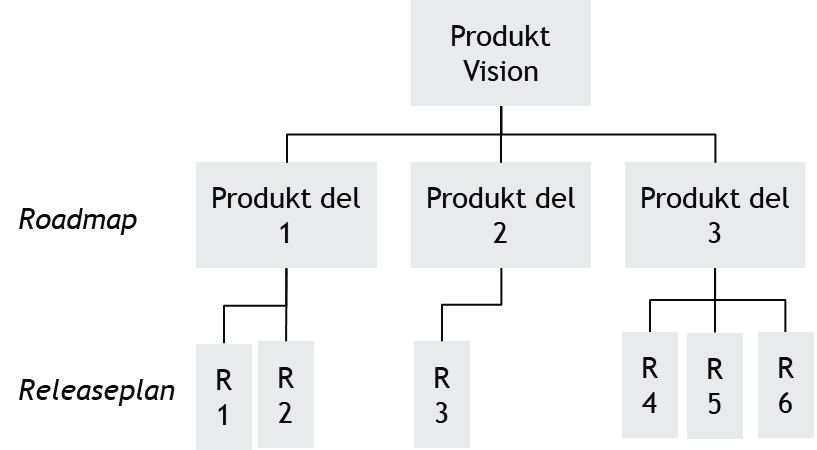 Produkt
Vision
Roadmap
Produkt del
1
Produkt del
2
Produkt del
3
Releaseplan
R
1
R
2
R
3
R
4
R
5
R
6